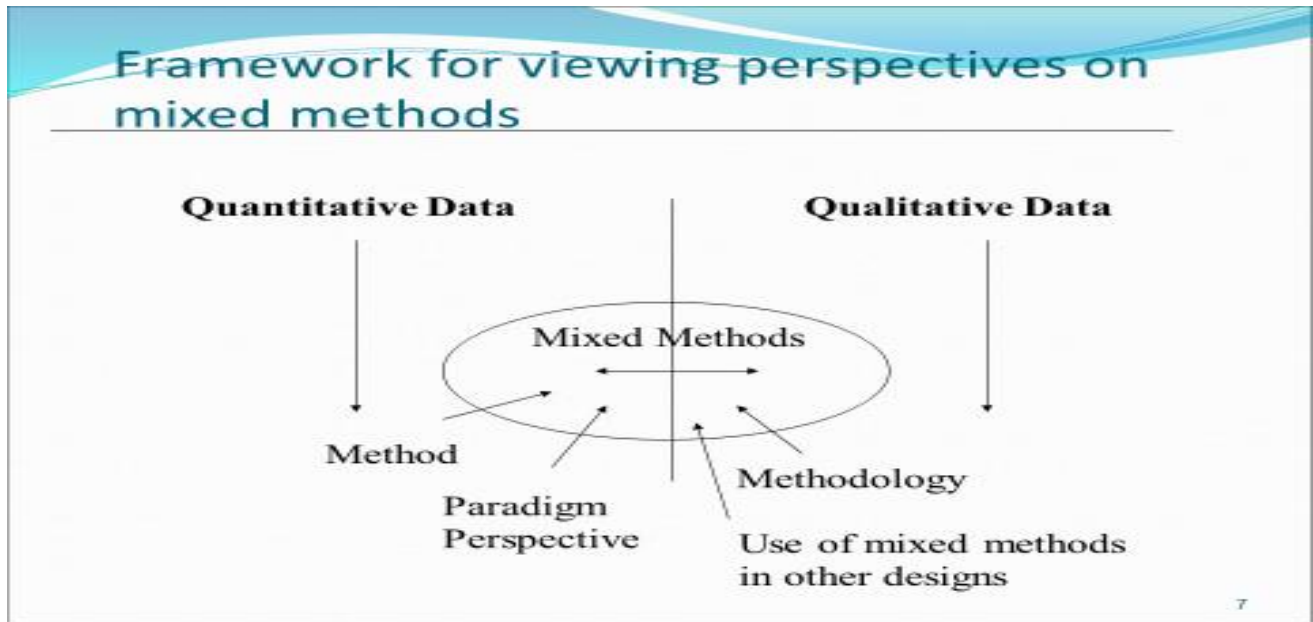 Framework for viewing perspectives on
mixed methods
Quantitative Data
Qualitative Data
Mixed Methods
Method
Methodology
Paradigm
Perspective
Use of mixed methods
in other designs
7